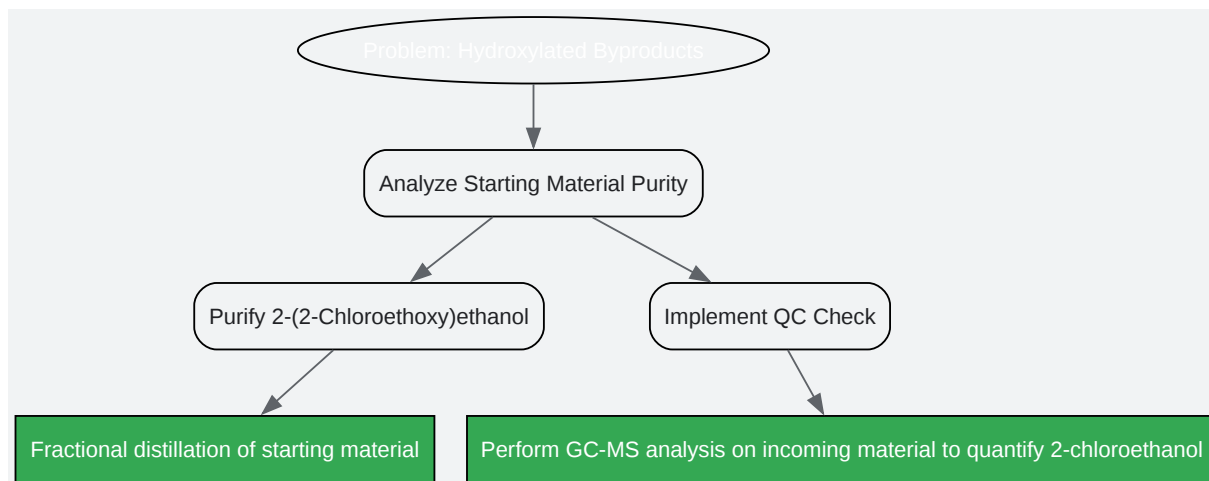 Problem: Hydroxylated Byproducts
Analyze Starting Material Purity
Purify 2-(2-Chloroethoxy)ethanol
Implement QC Check
Fractional distillation of starting material
Perform GC-MS analysis on incoming material to quantify 2-chloroethanol